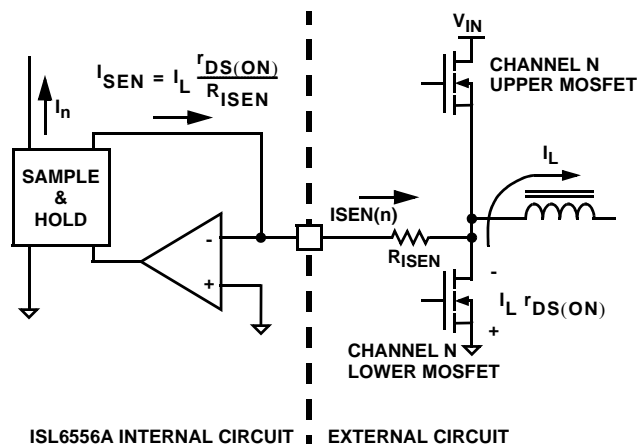 V_IN
CHANNEL N
UPPER MOSFET
I_SEN = I_L r_DS(ON) / R_ISEN
I_n
I_L
SAMPLE
&
HOLD
ISEN(n)
-
+
R_ISEN
-
I_L r_DS(ON)
+
CHANNEL N
LOWER MOSFET
ISL6556A INTERNAL CIRCUIT
EXTERNAL CIRCUIT